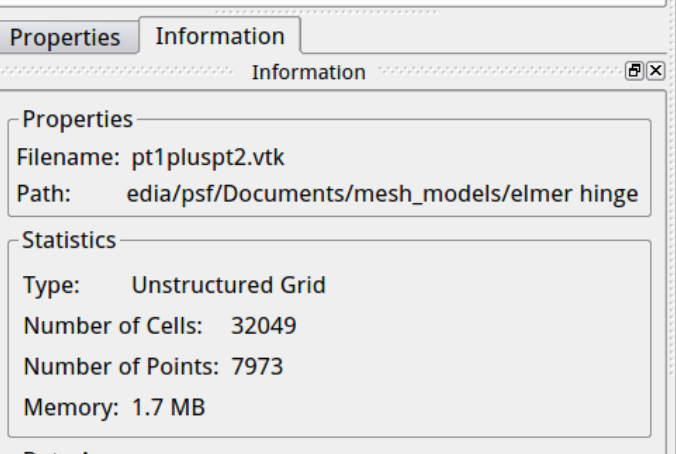 Properties Information
Information
Properties
Filename: pt1pluspt2.vtk
Path: edia/psf/Documents/mesh_models/elmer hinge
Statistics
Type: Unstructured Grid
Number of Cells: 32049
Number of Points: 7973
Memory: 1.7 MB